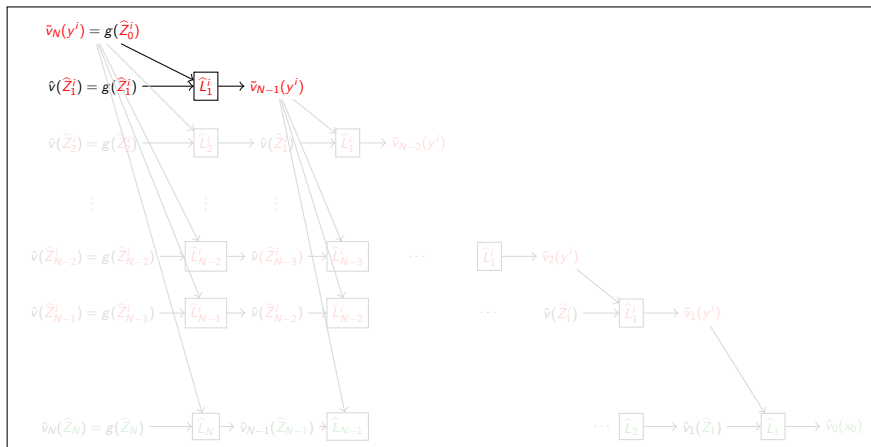 ṽ_N(y^i) = g(Ẑ_0^i)
v̂(Ẑ_1^i) = g(Ẑ_1^i) L̂_1^i ṽ_{N−1}(y^i)
v̂(Ẑ_2^i) = g(Ẑ_2^i) L̂_2^i v̂(Ẑ_1^i) L̂_1^i ṽ_{N−2}(y^i)
⋮ ⋮ ⋮
v̂(Ẑ_{N−2}^i) = g(Ẑ_{N−2}^i) L̂_{N−2}^i v̂(Ẑ_{N−3}^i) L̂_{N−3}^i ⋯ L̂_1^i ṽ_2(y^i)
v̂(Ẑ_{N−1}^i) = g(Ẑ_{N−1}^i) L̂_{N−1}^i v̂(Ẑ_{N−2}^i) L̂_{N−2}^i ⋯ v̂(Ẑ_1^i) L̂_1^i ṽ_1(y^i)
v̂_N(Ẑ_N) = g(Ẑ_N) L̂_N v̂_{N−1}(Ẑ_{N−1}) L̂_{N−1} ⋯ L̂_2 v̂_1(Ẑ_1) L̂_1 v̂_0(x_0)